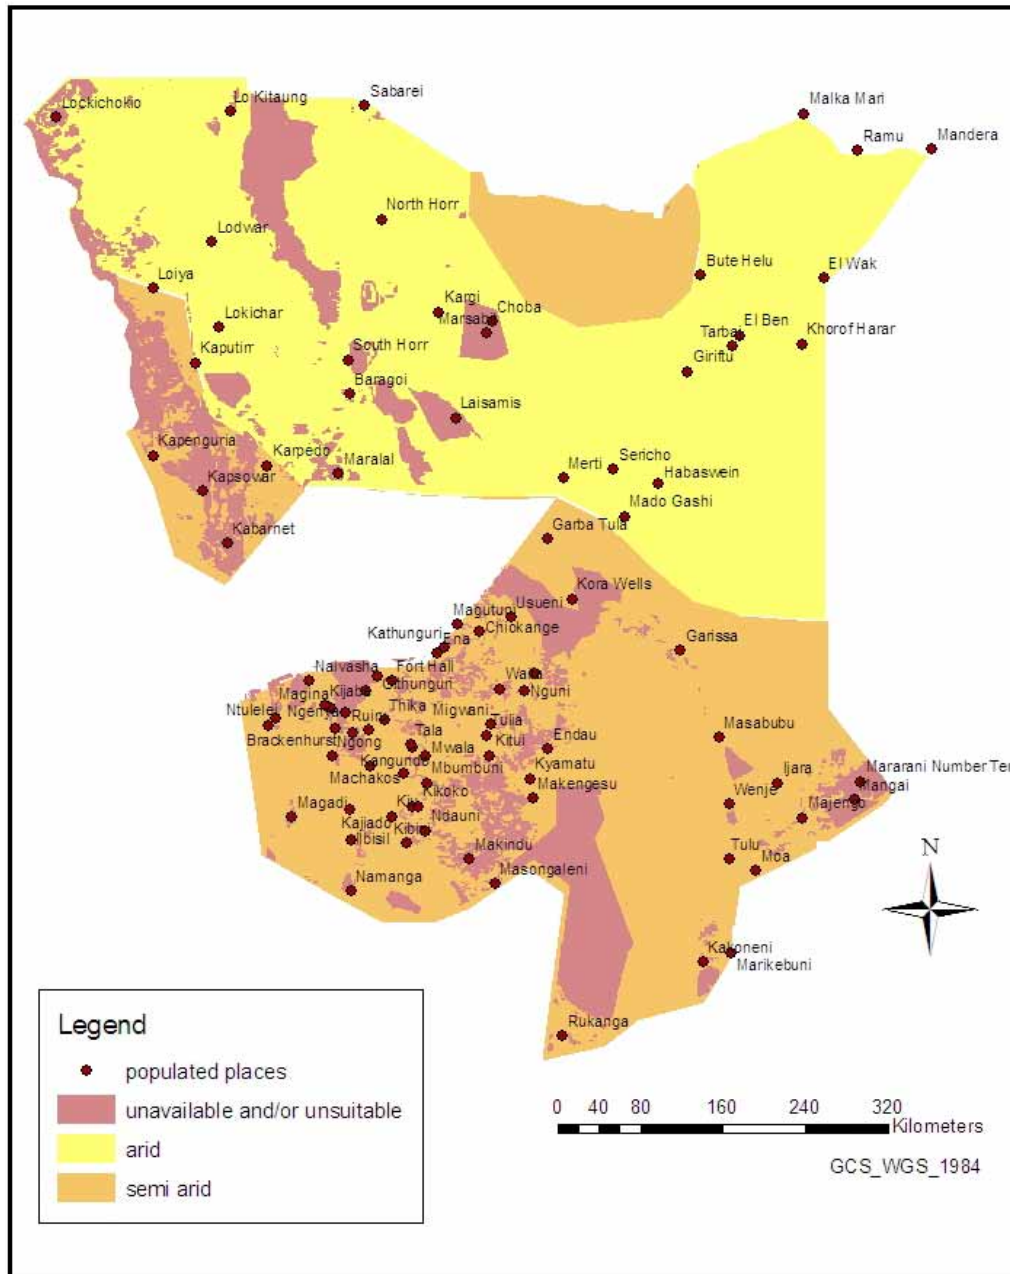 Sabarei
Malka Mari
Lockichokio
Lo Kitaung
Ramu
Mandera
North Horr
Lodwar
Bute Helu
El Wak
Loiya
Kargi
Choba
Marsabit
Lokichar
El Ben
Tarbaj
Khorof Harar
South Horr
Kaputirr
Giriftu
Baragoi
Laisamis
Kapenguria
Karpedo
Maralal
Sericho
Merti
Habaswein
Kapsowar
Mado Gashi
Kabarnet
Garba Tula
Kora Wells
Magutuni
Usueni
Chiokange
Kathunguri
Ena
Garissa
Naivasha
Fort Hall
Githunguri
Waita
Magina
Kijabe
Nguni
Ntulelei
Ngenya
Ruiru
Thika
Migwani
Tulia
Masabubu
Brackenhurst
Ngong
Tala
Kitui
Endau
Mwala
Kangundo
Mbumbuni
Kyamatu
Ijara
Mararani Number Ten
Machakos
Makengesu
Mangai
Kikoko
Wenje
Magadi
Kiu
Majengo
Ndauni
Kajiado
Kibini
Ilbisil
Makindu
Tulu
Moa
Masongaleni
Namanga
N
Kakoneni
Marikebuni
Rukanga
Legend
populated places
unavailable and/or unsuitable
arid
semi arid
0 40 80 160 240 320
Kilometers
GCS_WGS_1984